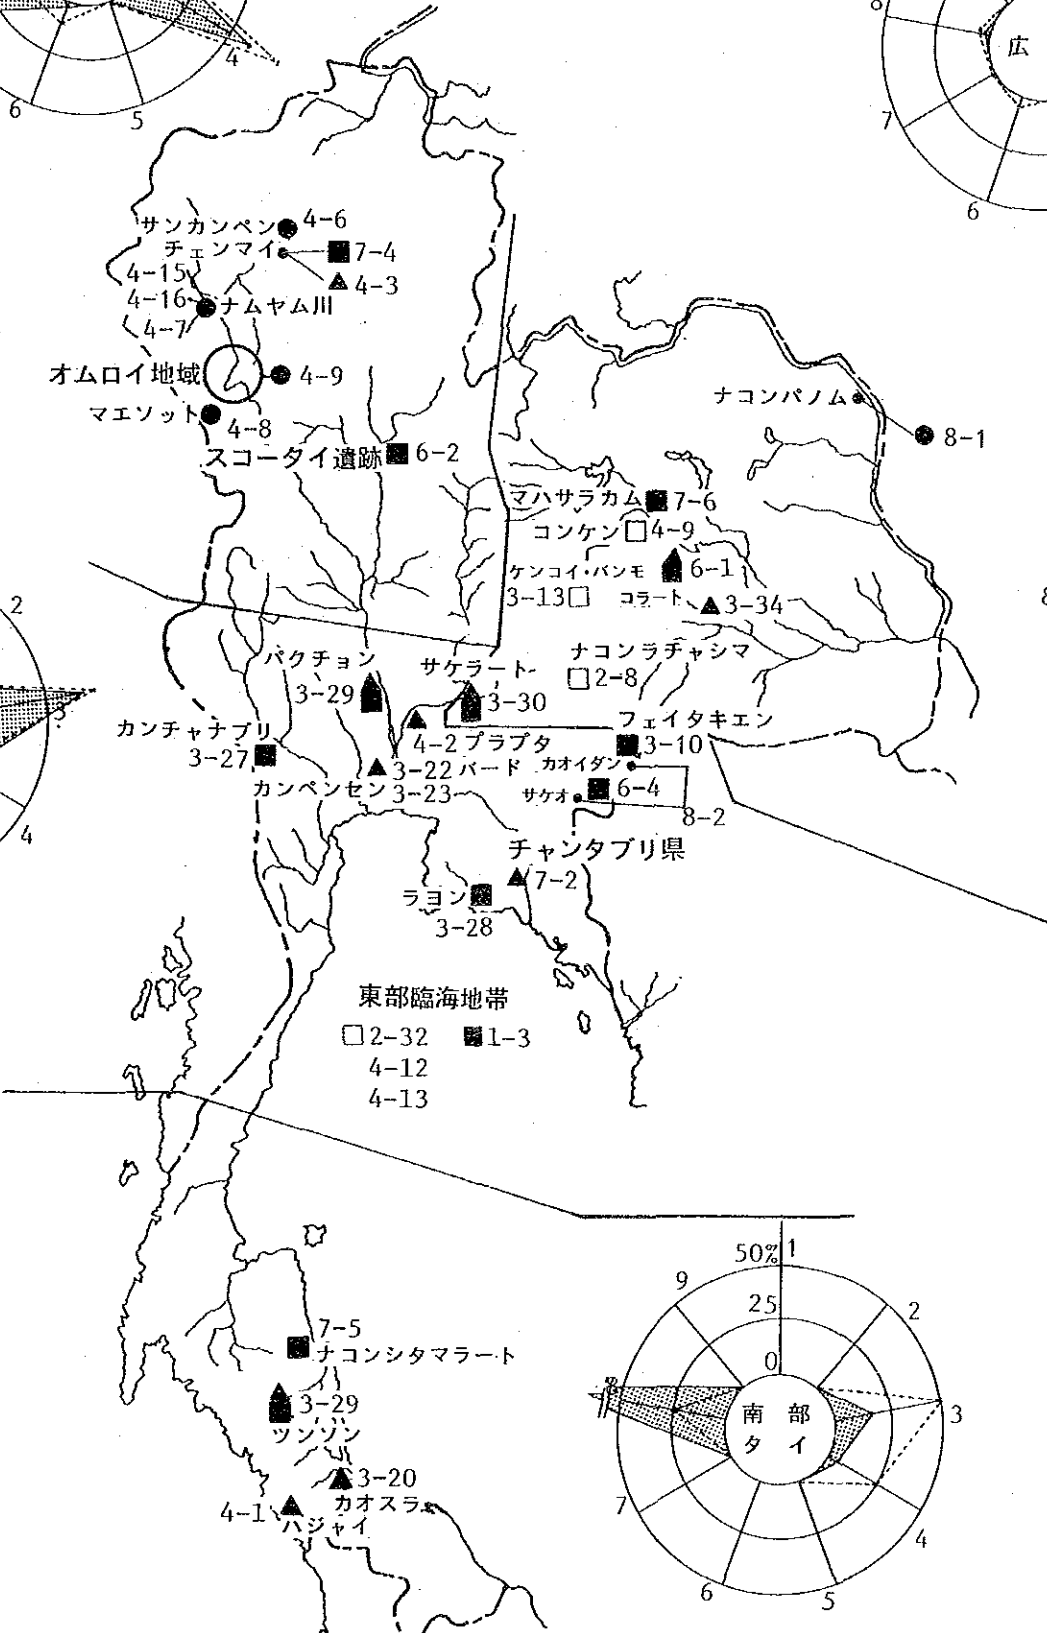 4
6
5
広
7
6
サンカンペン 4-6
チェンマイ 7-4
4-3
4-15
4-16 ナムヤム川
4-7
オムロイ地域 4-9
マエソット
4-8
スコータイ遺跡 6-2
ナコンパノム
8-1
マハサラカム 7-6
コンケン 4-9
ケンコイ・バンモ 6-1
3-13 コラート 3-34
2
8
パクチョン サケラート
ナコンラチャシマ
2-8
3-29 3-30
3
カンチャナブリ
3-27
フェイタキエン
3-10
4-2 プラプタ
3-22 バード カオイダン
カンペンセン 3-23
サケオ 6-4
8-2
4
チャンタブリ県
7-2
ラヨン
3-28
東部臨海地帯
2-32 1-3
4-12
4-13
7-5
ナコンシタマラート
3-29
ツンソン
3-20
カオスラ
4-1
ハジャイ
50% 1
9
25
2
0
8
南部
タイ
3
7
4
6
5